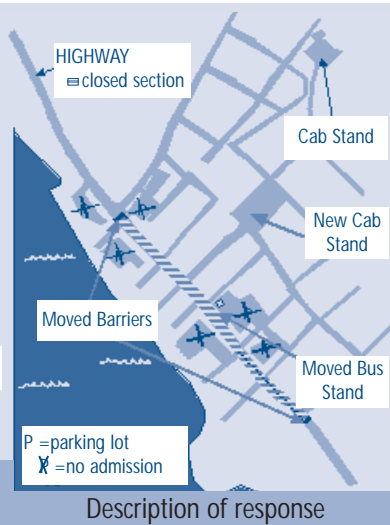 HIGHWAY
closed section
Cab Stand
New Cab
Stand
Moved Barriers
Moved Bus
Stand
P =parking lot
=no admission
Description of response